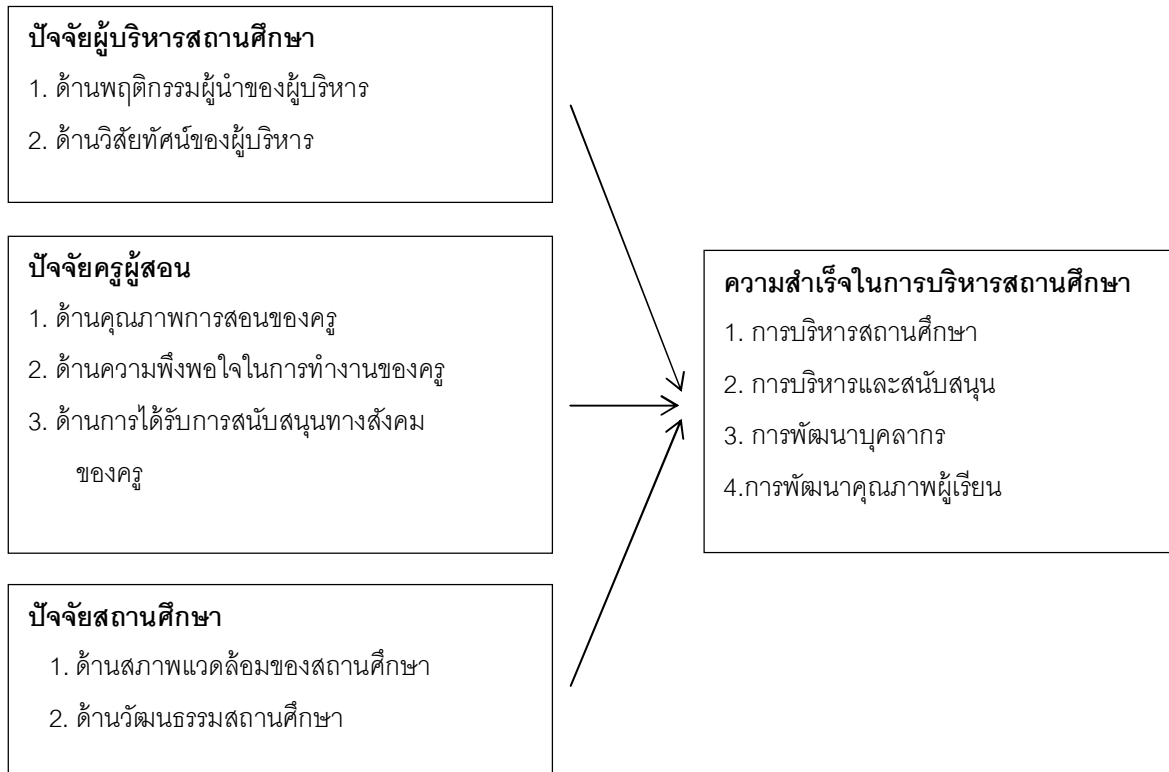 ปัจจัยผู้บริหารสถานศึกษา
1. ด้านพฤติกรรมผู้นำของผู้บริหาร
2. ด้านวิสัยทัศน์ของผู้บริหาร
ปัจจัยครูผู้สอน
1. ด้านคุณภาพการสอนของครู
2. ด้านความพึงพอใจในการทำงานของครู
3. ด้านการได้รับการสนับสนุนทางสังคม
ของครู
ปัจจัยสถานศึกษา
1. ด้านสภาพแวดล้อมของสถานศึกษา
2. ด้านวัฒนธรรมสถานศึกษา
ความสำเร็จในการบริหารสถานศึกษา
1. การบริหารสถานศึกษา
2. การบริหารและสนับสนุน
3. การพัฒนาบุคลากร
4.การพัฒนาคุณภาพผู้เรียน